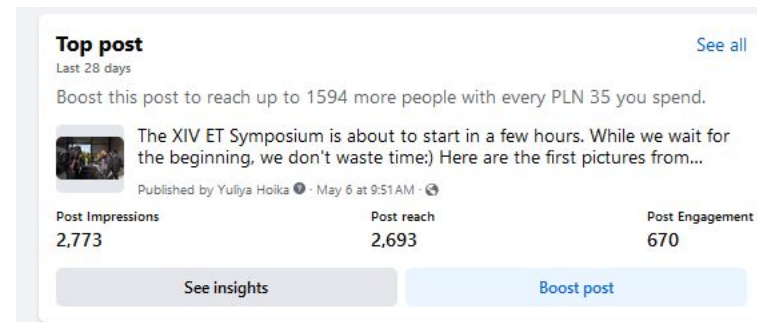 Top post
See all
Last 28 days
Boost this post to reach up to 1594 more people with every PLN 35 you spend.
The XIV ET Symposium is about to start in a few hours. While we wait for
the beginning, we don't waste time:) Here are the first pictures from...
Published by Yuliya Hoika · May 6 at 9:51 AM ·
Post Impressions
Post reach
Post Engagement
2,773
2,693
670
See insights
Boost post